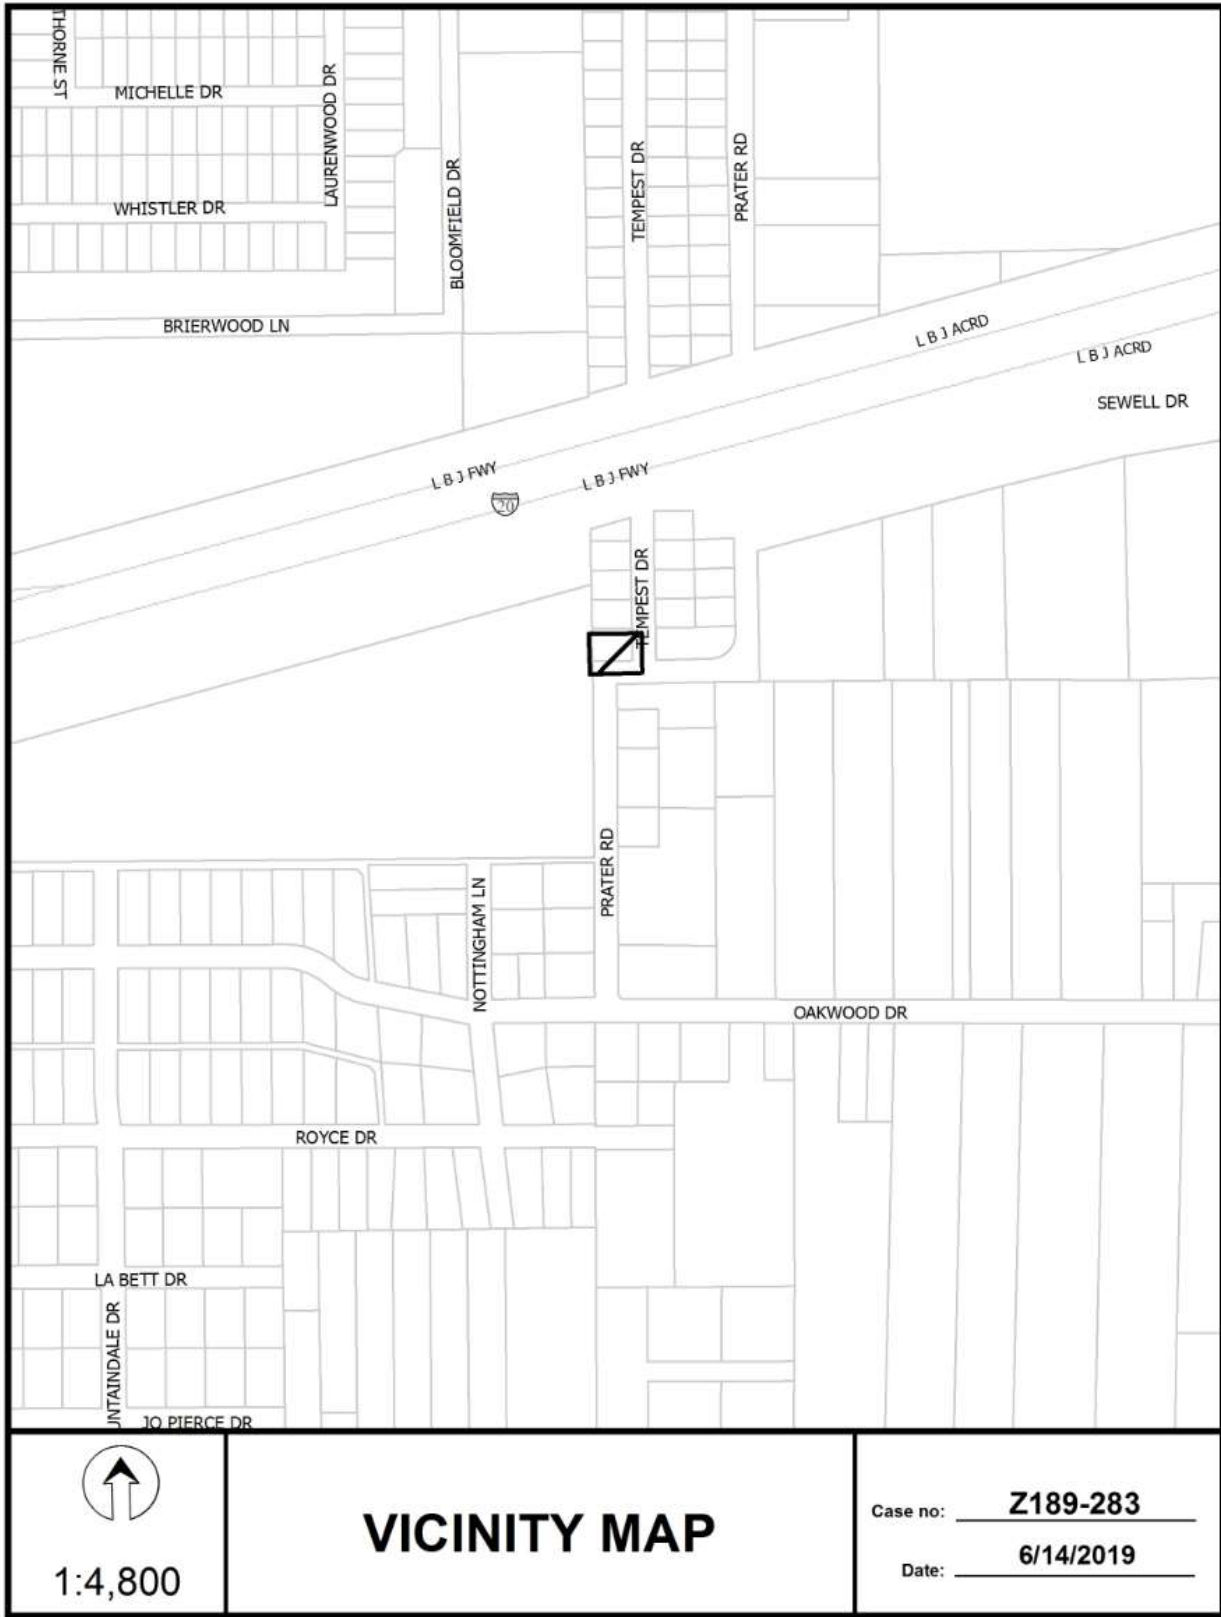 THORNE ST
MICHELLE DR
LAURENWOOD DR
WHISTLER DR
BLOOMFIELD DR
TEMPEST DR
PRATER RD
BRIERWOOD LN
L B J ACRD
L B J ACRD
SEWELL DR
L B J FWY
L B J FWY
20
TEMPEST DR
PRATER RD
NOTTINGHAM LN
OAKWOOD DR
ROYCE DR
LA BETT DR
UNTAINDALE DR
JO PIERCE DR
1:4,800
VICINITY MAP
Case no: Z189-283
Date: 6/14/2019